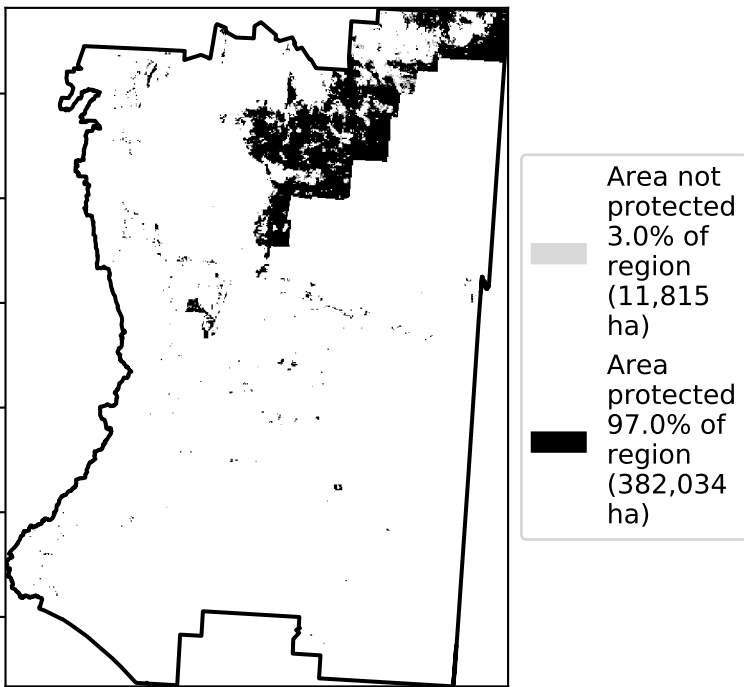 Area not
protected
3.0% of
region
(11,815
ha)
Area
protected
97.0% of
region
(382,034
ha)